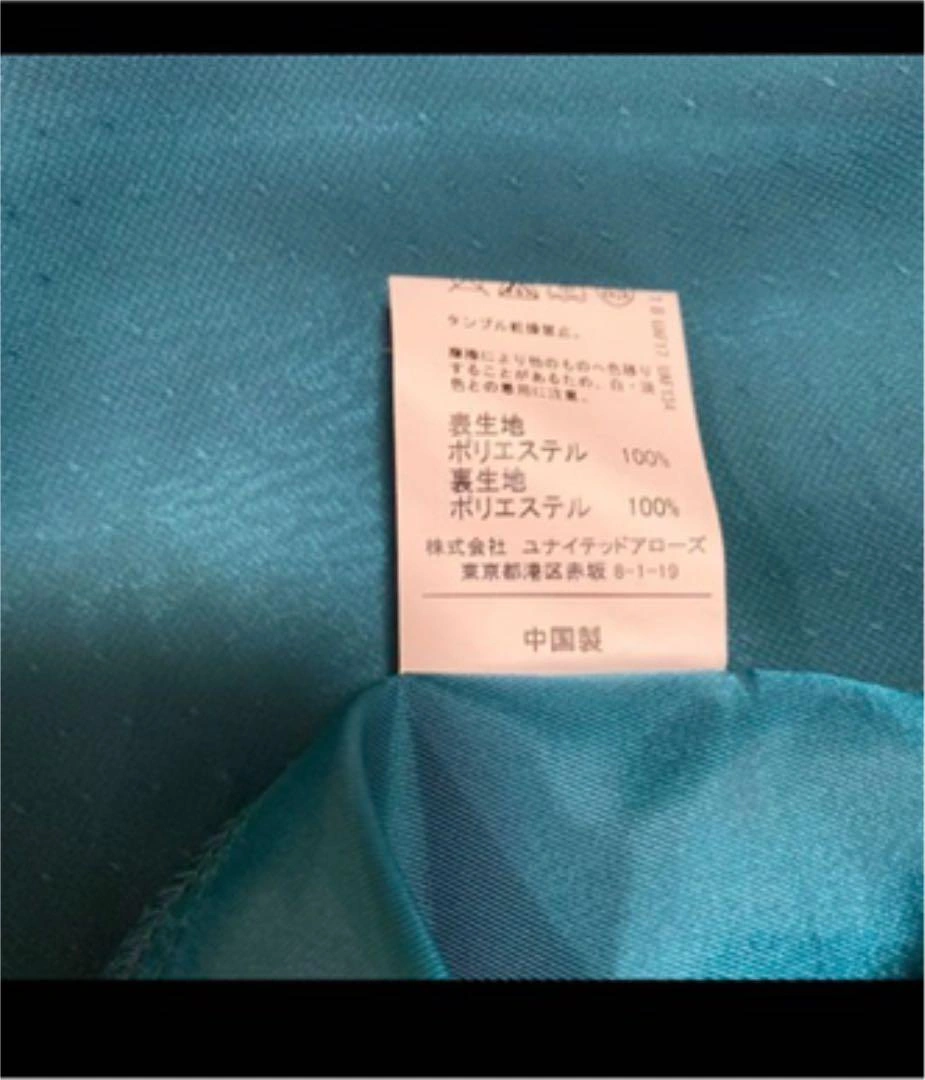 タンブル乾燥禁止。
摩擦により他のものへ色移り
することがあるため、白・淡
色との着用に注意。
表生地
ポリエステル 100%
裏生地
ポリエステル 100%
株式会社 ユナイテッドアローズ
東京都港区赤坂 8-1-19
中国製